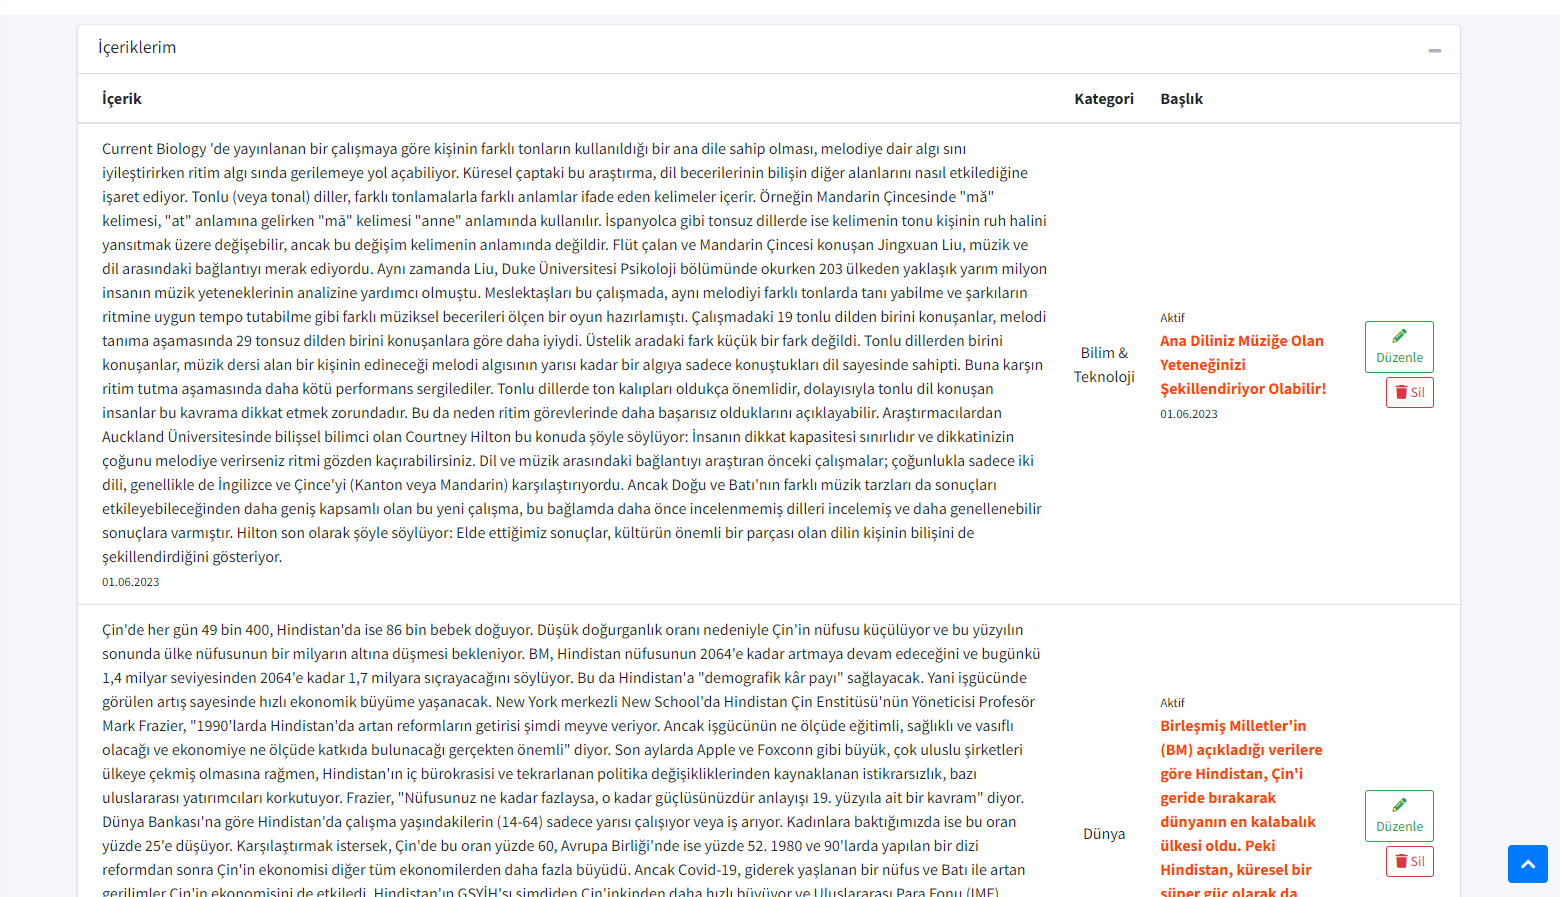 İçeriklerim
İçerik
Kategori
Başlık
Current Biology 'de yayınlanan bir çalışmaya göre kişinin farklı tonların kullanıldığı bir ana dile sahip olması, melodiye dair algı sını
iyileştirirken ritim algı sında gerilemeye yol açabiliyor. Küresel çaptaki bu araştırma, dil becerilerinin bilişin diğer alanlarını nasıl etkilediğine
işaret ediyor. Tonlu (veya tonal) diller, farklı tonlamalarla farklı anlamlar ifade eden kelimeler içerir. Örneğin Mandarin Çincesinde "mǎ"
kelimesi, "at" anlamına gelirken "mā" kelimesi "anne" anlamında kullanılır. İspanyolca gibi tonsuz dillerde ise kelimenin tonu kişinin ruh halini
yansıtmak üzere değişebilir, ancak bu değişim kelimenin anlamında değildir. Flüt çalan ve Mandarin Çincesi konuşan Jingxuan Liu, müzik ve
dil arasındaki bağlantıyı merak ediyordu. Aynı zamanda Liu, Duke Üniversitesi Psikoloji bölümünde okurken 203 ülkeden yaklaşık yarım milyon
insanın müzik yeteneklerinin analizine yardımcı olmuştu. Meslektaşları bu çalışmada, aynı melodiyi farklı tonlarda tanı yabilme ve şarkıların
ritmine uygun tempo tutabilme gibi farklı müziksel becerileri ölçen bir oyun hazırlamıştı. Çalışmadaki 19 tonlu dilden birini konuşanlar, melodi
tanıma aşamasında 29 tonsuz dilden birini konuşanlara göre daha iyiydi. Üstelik aradaki fark küçük bir fark değildi. Tonlu dillerden birini
konuşanlar, müzik dersi alan bir kişinin edineceği melodi algısının yarısı kadar bir algıya sadece konuştukları dil sayesinde sahipti. Buna karşın
ritim tutma aşamasında daha kötü performans sergilediler. Tonlu dillerde ton kalıpları oldukça önemlidir, dolayısıyla tonlu dil konuşan
insanlar bu kavrama dikkat etmek zorundadır. Bu da neden ritim görevlerinde daha başarısız olduklarını açıklayabilir. Araştırmacılardan
Auckland Üniversitesinde bilişsel bilimci olan Courtney Hilton bu konuda şöyle söylüyor: İnsanın dikkat kapasitesi sınırlıdır ve dikkatinizin
çoğunu melodiye verirseniz ritmi gözden kaçırabilirsiniz. Dil ve müzik arasındaki bağlantıyı araştıran önceki çalışmalar; çoğunlukla sadece iki
dili, genellikle de İngilizce ve Çince'yi (Kanton veya Mandarin) karşılaştırıyordu. Ancak Doğu ve Batı'nın farklı müzik tarzları da sonuçları
etkileyebileceğinden daha geniş kapsamlı olan bu yeni çalışma, bu bağlamda daha önce incelenmemiş dilleri incelemiş ve daha genellenebilir
sonuçlara varmıştır. Hilton son olarak şöyle söylüyor: Elde ettiğimiz sonuçlar, kültürün önemli bir parçası olan dilin kişinin bilişini de
şekillendirdiğini gösteriyor.
01.06.2023
Bilim &
Teknoloji
Aktif
Ana Diliniz Müziğe Olan
Yeteneğinizi
Şekillendiriyor Olabilir!
01.06.2023
Düzenle
Sil
Çin'de her gün 49 bin 400, Hindistan'da ise 86 bin bebek doğuyor. Düşük doğurganlık oranı nedeniyle Çin'in nüfusu küçülüyor ve bu yüzyılın
sonunda ülke nüfusunun bir milyarın altına düşmesi bekleniyor. BM, Hindistan nüfusunun 2064'e kadar artmaya devam edeceğini ve bugünkü
1,4 milyar seviyesinden 2064'e kadar 1,7 milyara sıçrayacağını söylüyor. Bu da Hindistan'a "demografik kâr payı" sağlayacak. Yani işgücünde
görülen artış sayesinde hızlı ekonomik büyüme yaşanacak. New York merkezli New School'da Hindistan Çin Enstitüsü'nün Yöneticisi Profesör
Mark Frazier, "1990'larda Hindistan'da artan reformların getirisi şimdi meyve veriyor. Ancak işgücünün ne ölçüde eğitimli, sağlıklı ve vasıflı
olacağı ve ekonomiye ne ölçüde katkıda bulunacağı gerçekten önemli" diyor. Son aylarda Apple ve Foxconn gibi büyük, çok uluslu şirketleri
ülkeye çekmiş olmasına rağmen, Hindistan'ın iç bürokrasisi ve tekrarlanan politika değişikliklerinden kaynaklanan istikrarsızlık, bazı
uluslararası yatırımcıları korkutuyor. Frazier, "Nüfusunuz ne kadar fazlaysa, o kadar güçlüsünüzdür anlayışı 19. yüzyıla ait bir kavram" diyor.
Dünya Bankası'na göre Hindistan'da çalışma yaşındakilerin (14-64) sadece yarısı çalışıyor veya iş arıyor. Kadınlara baktığımızda ise bu oran
yüzde 25'e düşüyor. Karşılaştırmak istersek, Çin'de bu oran yüzde 60, Avrupa Birliği'nde ise yüzde 52. 1980 ve 90'larda yapılan bir dizi
reformdan sonra Çin'in ekonomisi diğer tüm ekonomilerden daha fazla büyüdü. Ancak Covid-19, giderek yaşlanan bir nüfus ve Batı ile artan
gerilimler Çin'in ekonomisini de etkiledi. Hindistan'ın GSYİH'sı şimdiden Çin'inkinden daha hızlı büyüyor ve Uluslararası Para Fonu (IMF)
Dünya
Aktif
Birleşmiş Milletler'in
(BM) açıkladığı verilere
göre Hindistan, Çin'i
geride bırakarak
dünyanın en kalabalık
ülkesi oldu. Peki
Hindistan, küresel bir
süper güç olarak da
Düzenle
Sil